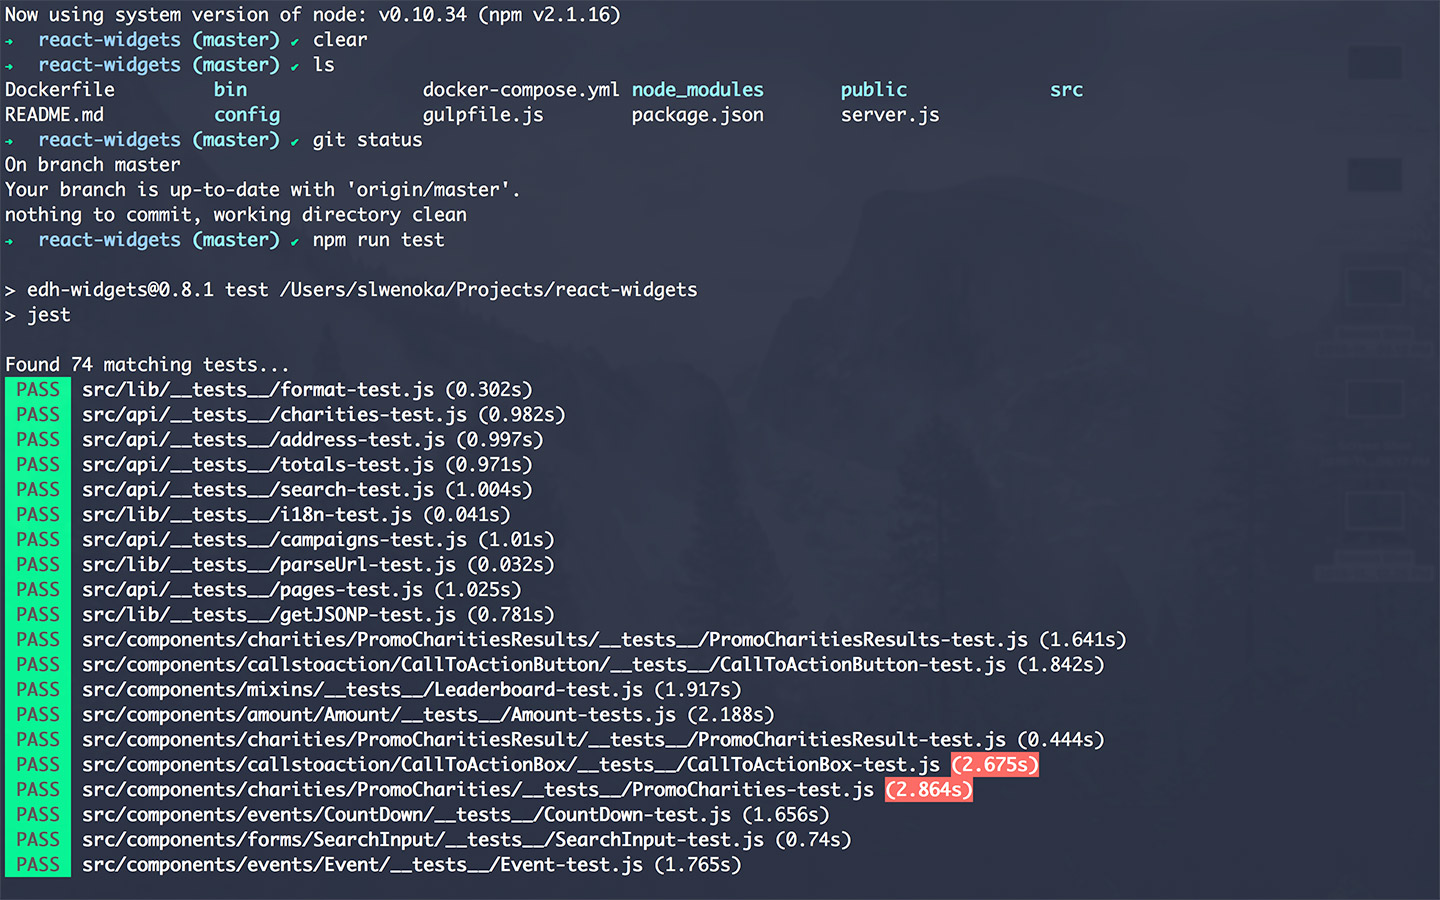 Now using system version of node: v0.10.34 (npm v2.1.16)
➜  react-widgets (master) ✔ clear
➜  react-widgets (master) ✔ ls
Dockerfile bin docker-compose.yml node_modules public src
README.md config gulpfile.js package.json server.js
➜  react-widgets (master) ✔ git status
On branch master
Your branch is up-to-date with 'origin/master'.
nothing to commit, working directory clean
➜  react-widgets (master) ✔ npm run test
> edh-widgets@0.8.1 test /Users/slwenoka/Projects/react-widgets
> jest
Found 74 matching tests...
PASS src/lib/__tests__/format-test.js (0.302s)
PASS src/api/__tests__/charities-test.js (0.982s)
PASS src/api/__tests__/address-test.js (0.997s)
PASS src/api/__tests__/totals-test.js (0.971s)
PASS src/api/__tests__/search-test.js (1.004s)
PASS src/lib/__tests__/i18n-test.js (0.041s)
PASS src/api/__tests__/campaigns-test.js (1.01s)
PASS src/lib/__tests__/parseUrl-test.js (0.032s)
PASS src/api/__tests__/pages-test.js (1.025s)
PASS src/lib/__tests__/getJSONP-test.js (0.781s)
PASS src/components/charities/PromoCharitiesResults/__tests__/PromoCharitiesResults-test.js (1.641s)
PASS src/components/callstoaction/CallToActionButton/__tests__/CallToActionButton-test.js (1.842s)
PASS src/components/mixins/__tests__/Leaderboard-test.js (1.917s)
PASS src/components/amount/Amount/__tests__/Amount-tests.js (2.188s)
PASS src/components/charities/PromoCharitiesResult/__tests__/PromoCharitiesResult-test.js (0.444s)
PASS src/components/callstoaction/CallToActionBox/__tests__/CallToActionBox-test.js (2.675s)
PASS src/components/charities/PromoCharities/__tests__/PromoCharities-test.js (2.864s)
PASS src/components/events/CountDown/__tests__/CountDown-test.js (1.656s)
PASS src/components/forms/SearchInput/__tests__/SearchInput-test.js (0.74s)
PASS src/components/events/Event/__tests__/Event-test.js (1.765s)